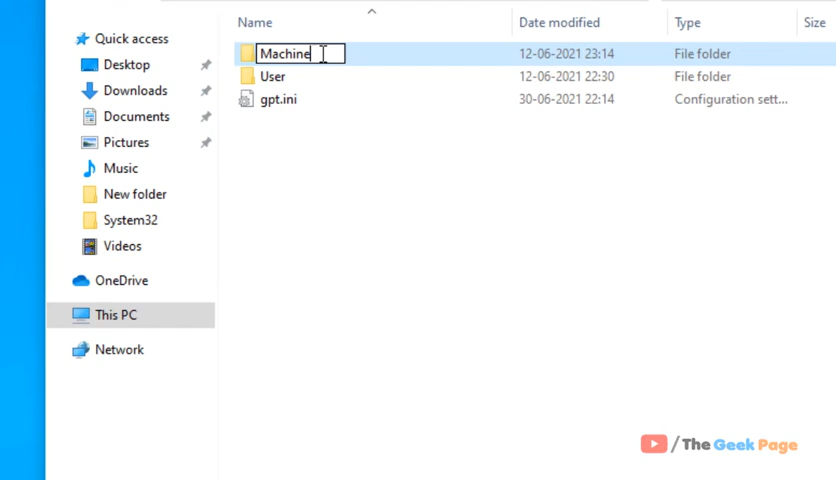 Name Date modified Type Size
Quick access
Desktop
Downloads
Documents
Pictures
Music
New folder
System32
Videos
OneDrive
This PC
Network
Machine 12-06-2021 23:14 File folder
User 12-06-2021 22:30 File folder
gpt.ini 30-06-2021 22:14 Configuration sett...
/ The Geek Page